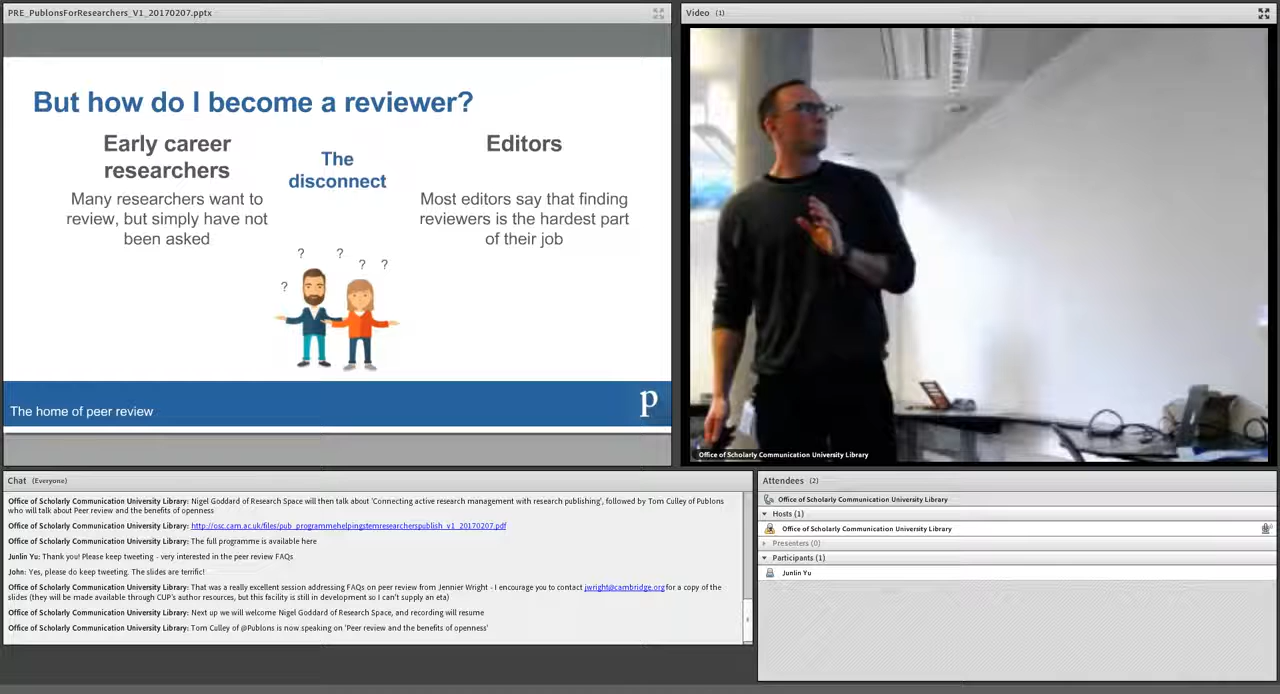 PRE_PublonsForResearchers_V1_20170207.pptx
But how do I become a reviewer?
Early career
researchers
Many researchers want to
review, but simply have not
been asked
The
disconnect
Editors
Most editors say that finding
reviewers is the hardest part
of their job
? ? ? ? ?
The home of peer review
p
Video (1)
Office of Scholarly Communication University Library
Chat (Everyone)
Office of Scholarly Communication University Library: Nigel Goddard of Research Space will then talk about 'Connecting active research management with research publishing', followed by Tom Culley of Publons
who will talk about Peer review and the benefits of openness
Office of Scholarly Communication University Library: http://osc.cam.ac.uk/files/pub_programmehelpingstemresearcherspublish_v1_20170207.pdf
Office of Scholarly Communication University Library: The full programme is available here
Junlin Yu: Thank you! Please keep tweeting - very interested in the peer review FAQs
John: Yes, please do keep tweeting. The slides are terrific!
Office of Scholarly Communication University Library: That was a really excellent session addressing FAQs on peer review from Jennier Wright - I encourage you to contact jwright@cambridge.org for a copy of the
slides (they will be made available through CUP's author resources, but this facility is still in development so I can't supply an eta)
Office of Scholarly Communication University Library: Next up we will welcome Nigel Goddard of Research Space, and recording will resume
Office of Scholarly Communication University Library: Tom Culley of @Publons is now speaking on 'Peer review and the benefits of openness'
Attendees (2)
Office of Scholarly Communication University Library
Hosts (1)
Office of Scholarly Communication University Library
Presenters (0)
Participants (1)
Junlin Yu